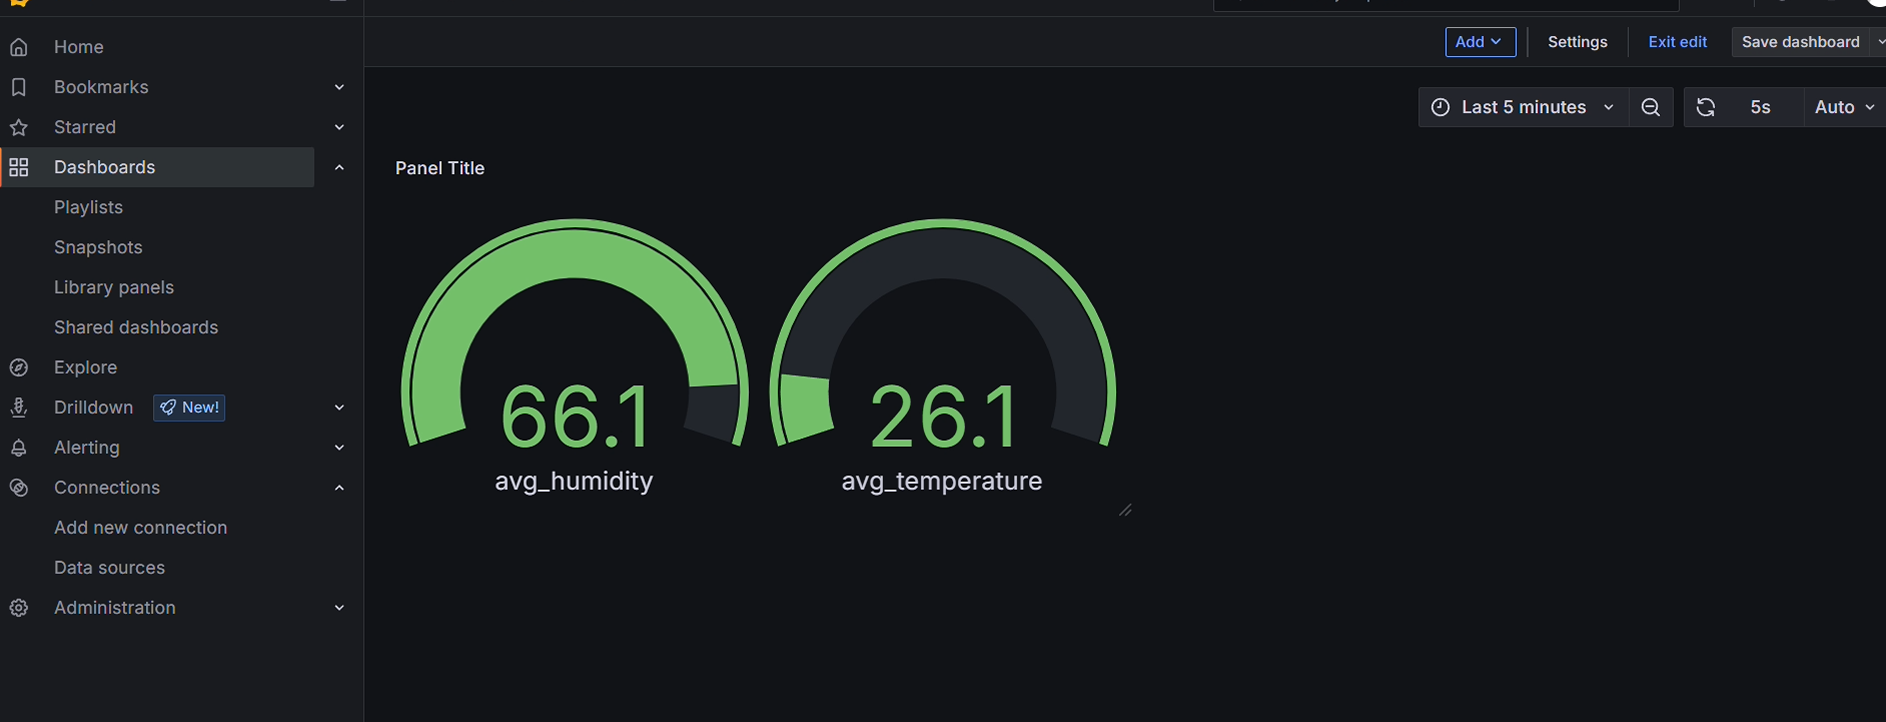 Home
Bookmarks
Starred
Dashboards
Playlists
Snapshots
Library panels
Shared dashboards
Explore
Drilldown New!
Alerting
Connections
Add new connection
Data sources
Administration
Add Settings Exit edit Save dashboard
Last 5 minutes 5s Auto
Panel Title
66.1 26.1
avg_humidity avg_temperature